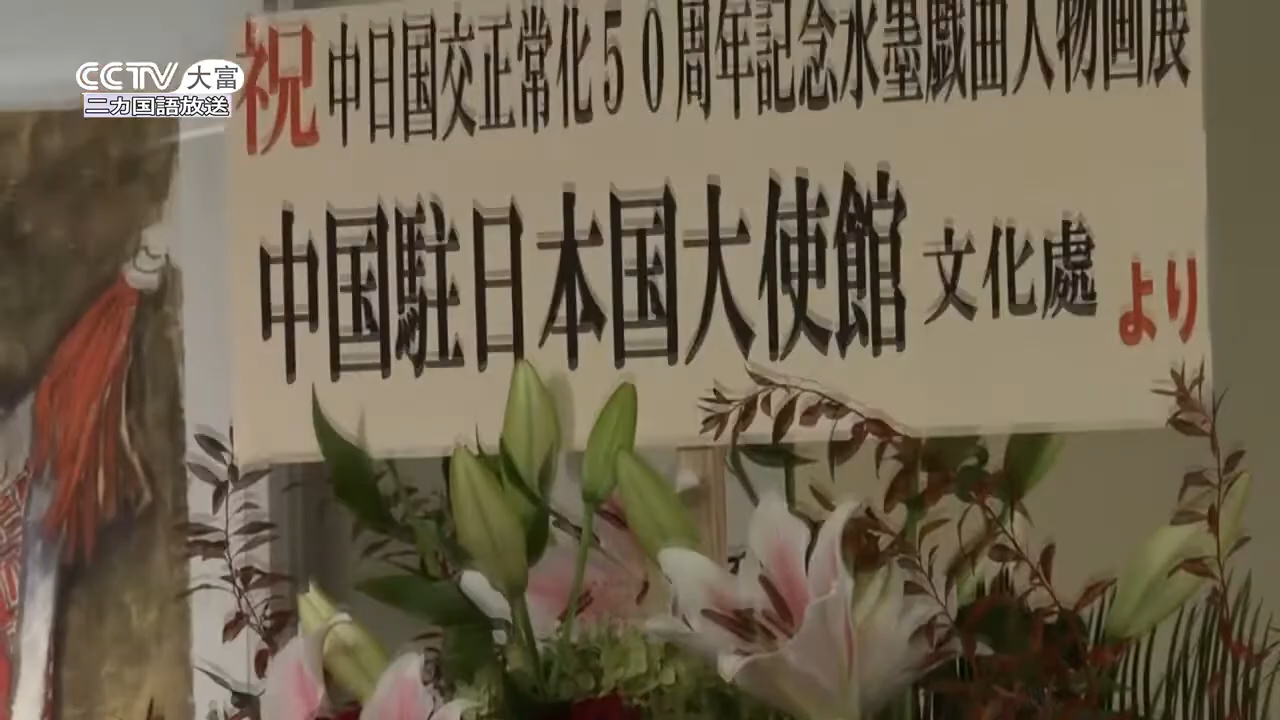 CCTV 大富
二カ国語放送
祝 中日国交正常化50周年記念水墨戯曲人物画展
中国駐日本国大使館 文化處 より